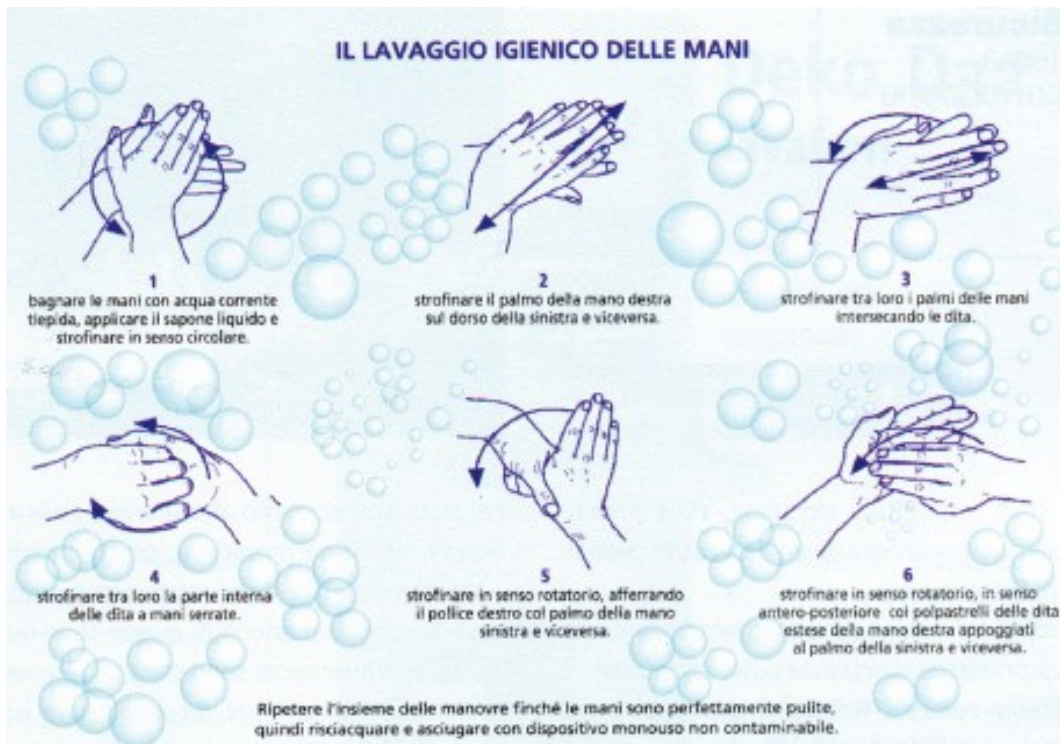 IL LAVAGGIO IGIENICO DELLE MANI
1
bagnare le mani con acqua corrente
tiepida, applicare il sapone liquido e
strofinare in senso circolare.
2
strofinare il palmo della mano destra
sul dorso della sinistra e viceversa.
3
strofinare tra loro i palmi delle mani
intersecando le dita.
4
strofinare tra loro la parte interna
delle dita a mani serrate.
5
strofinare in senso rotatorio, afferrando
il pollice destro col palmo della mano
sinistra e viceversa.
6
strofinare in senso rotatorio, in senso
antero-posteriore coi polpastrelli delle dita
estese della mano destra appoggiati
al palmo della sinistra e viceversa.
Ripetere l'insieme delle manovre finché le mani sono perfettamente pulite,
quindi risciacquare e asciugare con dispositivo monouso non contaminabile.